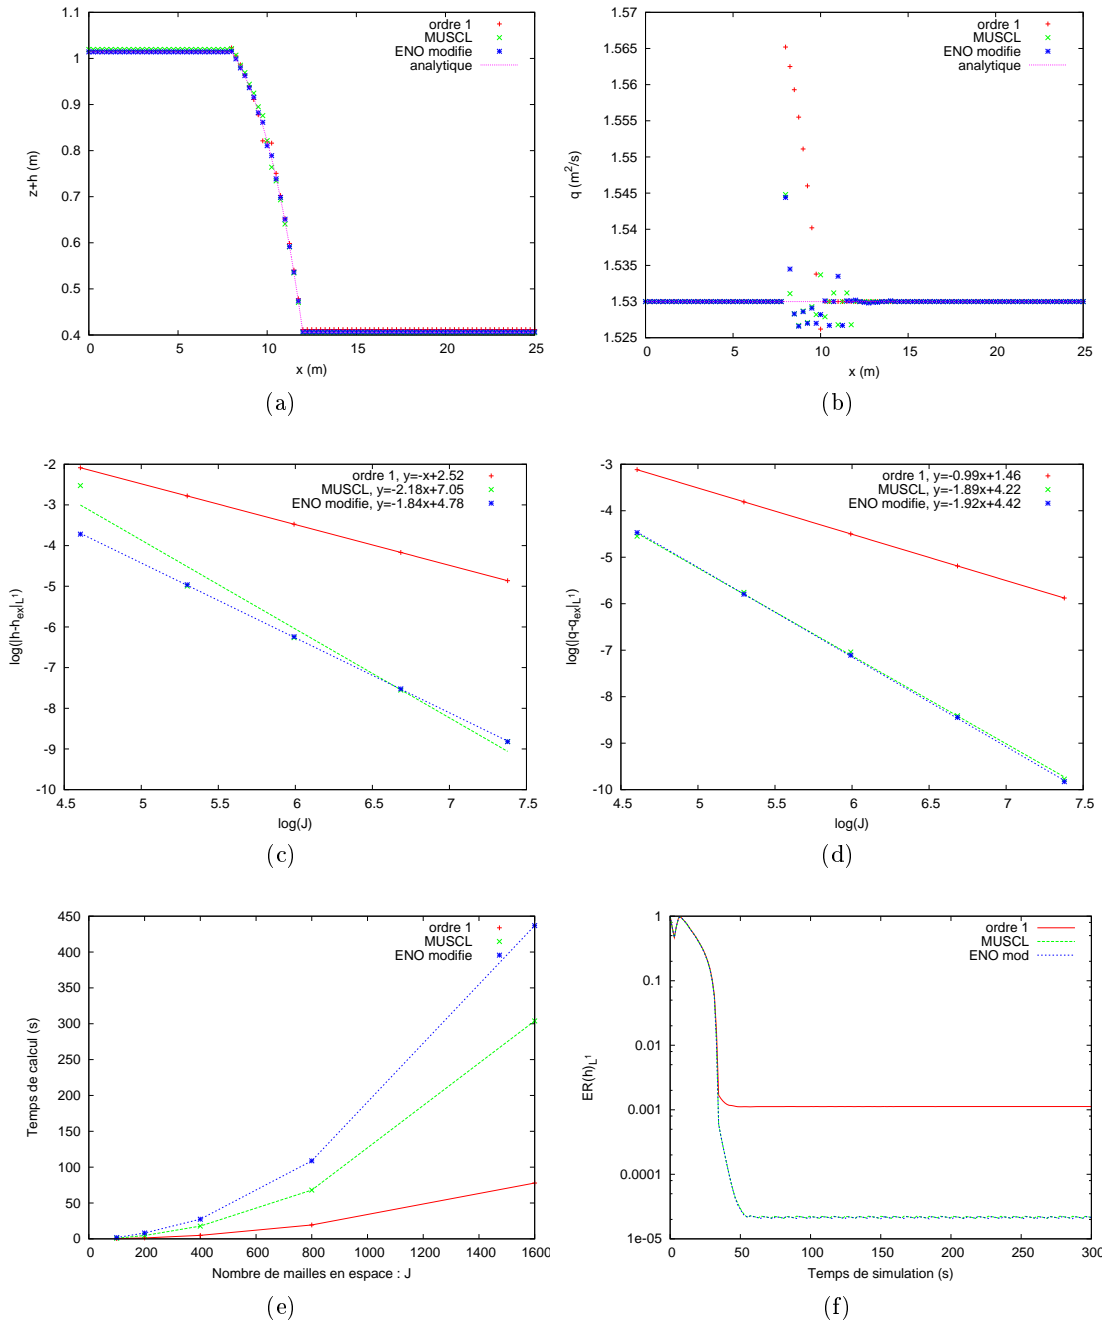 1.1
1
0.9
0.8
0.7
0.6
0.5
0.4
0 5 10 15 20 25
z+h (m)
x (m)
ordre 1
MUSCL
ENO modifie
analytique
(a)
1.57
1.565
1.56
1.555
1.55
1.545
1.54
1.535
1.53
1.525
0 5 10 15 20 25
q (m²/s)
x (m)
ordre 1
MUSCL
ENO modifie
analytique
(b)
-2
-3
-4
-5
-6
-7
-8
-9
-10
4.5 5 5.5 6 6.5 7 7.5
log(|h-h_ex|_L¹)
log(J)
ordre 1, y=-x+2.52
MUSCL, y=-2.18x+7.05
ENO modifie, y=-1.84x+4.78
(c)
-3
-4
-5
-6
-7
-8
-9
-10
4.5 5 5.5 6 6.5 7 7.5
log(|q-q_ex|_L¹)
log(J)
ordre 1, y=-0.99x+1.46
MUSCL, y=-1.89x+4.22
ENO modifie, y=-1.92x+4.42
(d)
450
400
350
300
250
200
150
100
50
0
0 200 400 600 800 1000 1200 1400 1600
Temps de calcul (s)
Nombre de mailles en espace : J
ordre 1
MUSCL
ENO modifie
(e)
1
0.1
0.01
0.001
0.0001
1e-05
0 50 100 150 200 250 300
ER(h)_L¹
Temps de simulation (s)
ordre 1
MUSCL
ENO mod
(f)